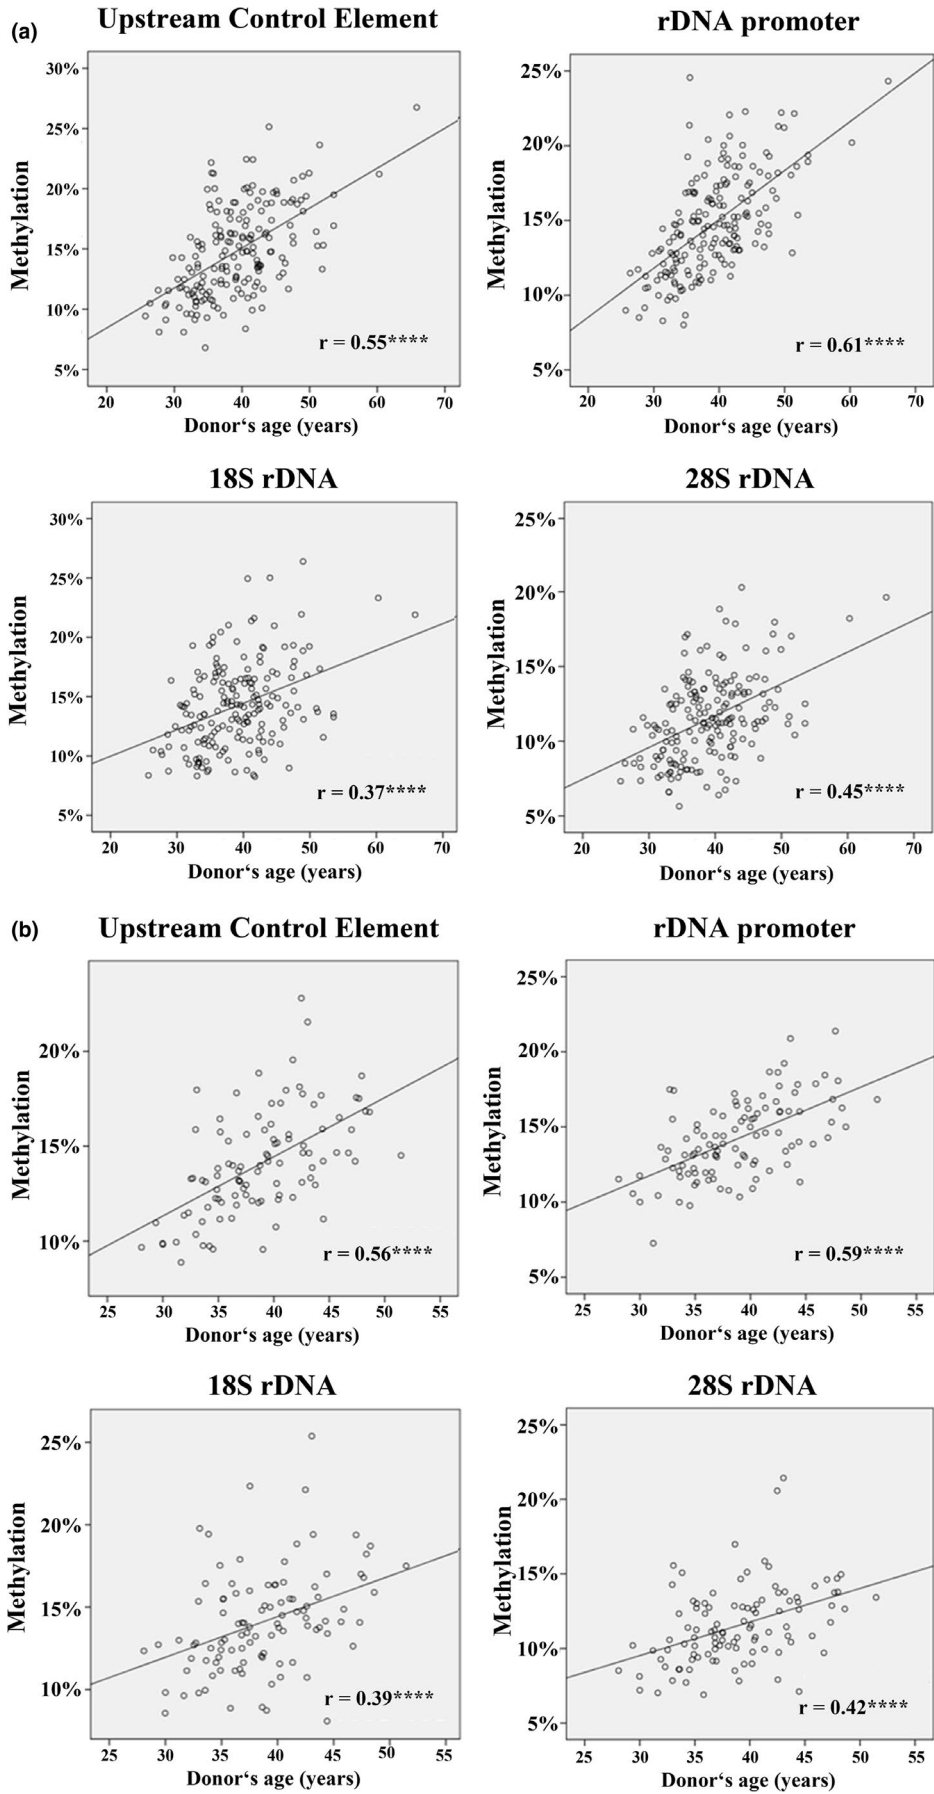 (a)
Upstream Control Element
30%
25%
20%
15%
10%
5%
Methylation
r = 0.55****
20 30 40 50 60 70
Donor‘s age (years)
rDNA promoter
25%
20%
15%
10%
5%
Methylation
r = 0.61****
20 30 40 50 60 70
Donor‘s age (years)
18S rDNA
30%
25%
20%
15%
10%
5%
Methylation
r = 0.37****
20 30 40 50 60 70
Donor‘s age (years)
28S rDNA
25%
20%
15%
10%
5%
Methylation
r = 0.45****
20 30 40 50 60 70
Donor‘s age (years)
(b)
Upstream Control Element
20%
15%
10%
Methylation
r = 0.56****
25 30 35 40 45 50 55
Donor‘s age (years)
rDNA promoter
25%
20%
15%
10%
5%
Methylation
r = 0.59****
25 30 35 40 45 50 55
Donor‘s age (years)
18S rDNA
25%
20%
15%
10%
Methylation
r = 0.39****
25 30 35 40 45 50 55
Donor‘s age (years)
28S rDNA
25%
20%
15%
10%
5%
Methylation
r = 0.42****
25 30 35 40 45 50 55
Donor‘s age (years)